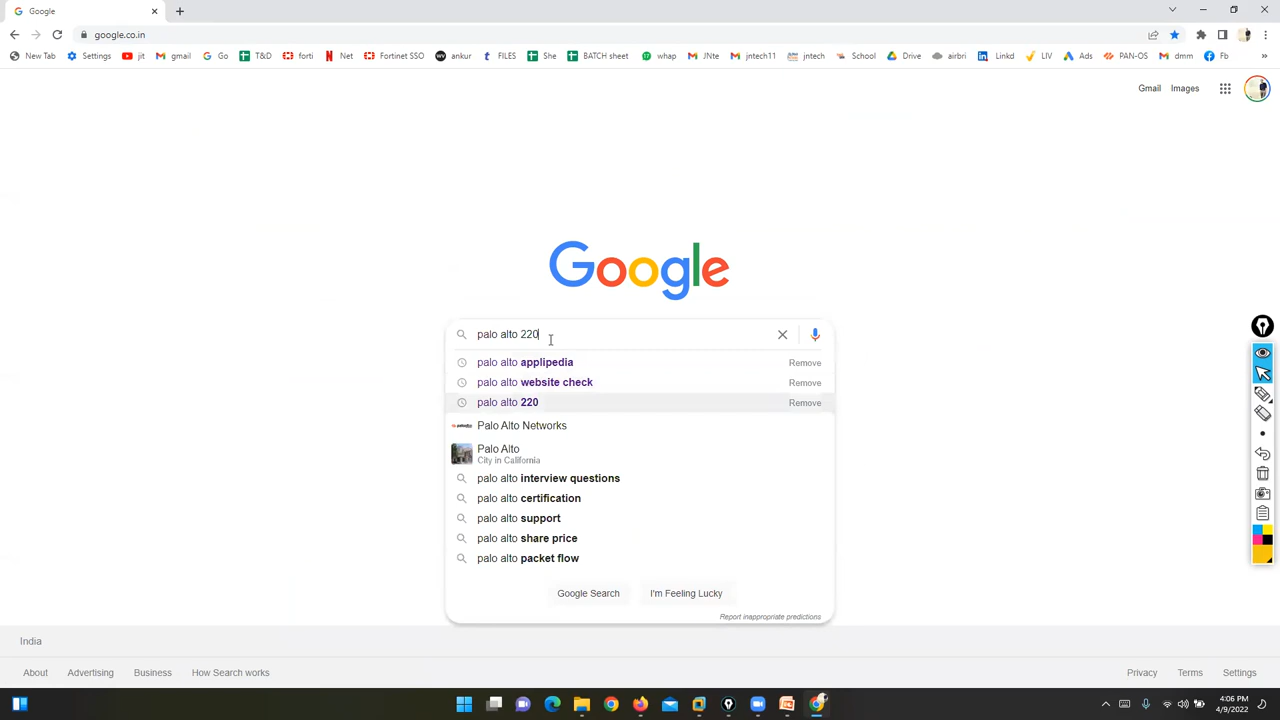 Google
google.co.in
New Tab
Settings
jit
gmail
Go
T&D
forti
Net
Fortinet SSO
ankur
FILES
She
BATCH sheet
whap
JNte
jntech11
jntech
School
Drive
airbri
Linkd
LIV
Ads
PAN-OS
dmm
Fb
»
Gmail
Images
Google
palo alto 220
palo alto applipedia
Remove
palo alto website check
Remove
palo alto 220
Remove
Palo Alto Networks
Palo Alto
City in California
palo alto interview questions
palo alto certification
palo alto support
palo alto share price
palo alto packet flow
Google Search
I'm Feeling Lucky
Report inappropriate predictions
India
About
Advertising
Business
How Search works
Privacy
Terms
Settings
4:06 PM
4/9/2022